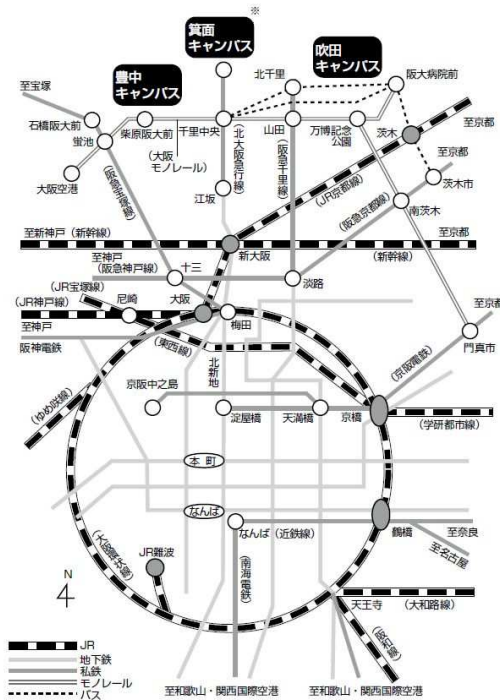 ※
箕面
キャンパス
豊中
キャンパス
吹田
キャンパス
北千里
阪大病院前
至宝塚
至京都
石橋阪大前
蛍池
柴原阪大前
千里中央
山田
万博記念
公園
茨木
至京都
(大阪
モノレール)
(北大阪急行線)
(阪急千里線)
大阪空港
江坂
(阪急宝塚線)
(JR京都線)
(阪急京都線)
茨木市
南茨木
至新神戸(新幹線)
新大阪
至京都
(新幹線)
至神戸
(阪急神戸線)
十三
淡路
(JR宝塚線)
尼崎
大阪
(JR神戸線)
梅田
至京都
至神戸
阪神電鉄
(東西線)
北新地
門真市
(京阪電鉄)
京阪中之島
(ゆめ咲線)
淀屋橋
天満橋
京橋
(学研都市線)
本町
なんば
なんば(近鉄線)
鶴橋
至奈良
至名古屋
(大阪環状線)
JR難波
(南海電鉄)
N
天王寺
(大和路線)
(阪和線)
JR
地下鉄
私鉄
モノレール
バス
至和歌山・関西国際空港
至和歌山・関西国際空港